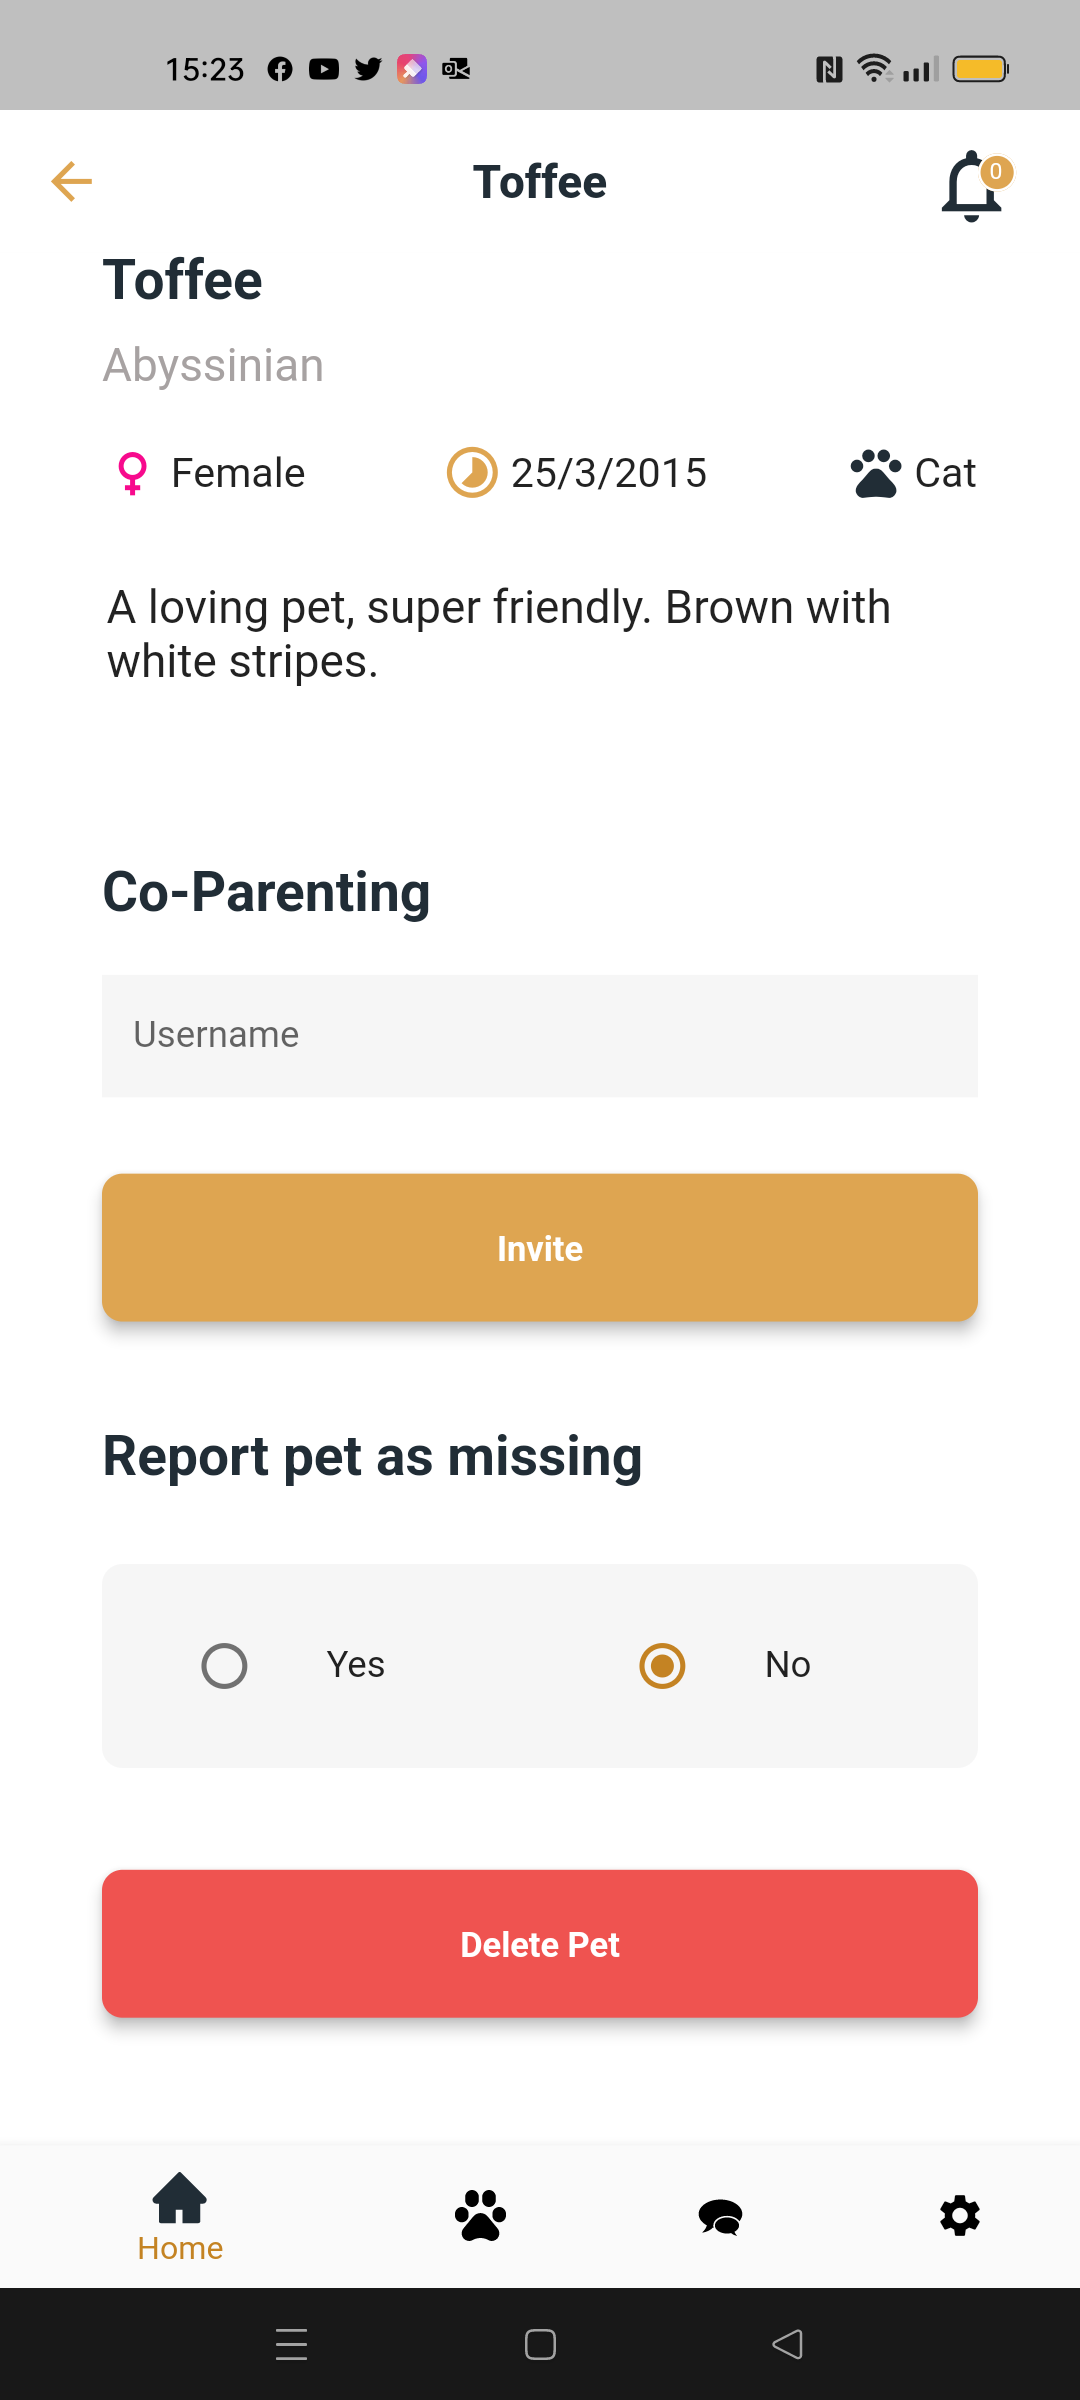 15:23
Toffee
0
Toffee
Abyssinian
Female 25/3/2015 Cat
A loving pet, super friendly. Brown with
white stripes.
Co-Parenting
Username
Invite
Report pet as missing
Yes No
Delete Pet
Home